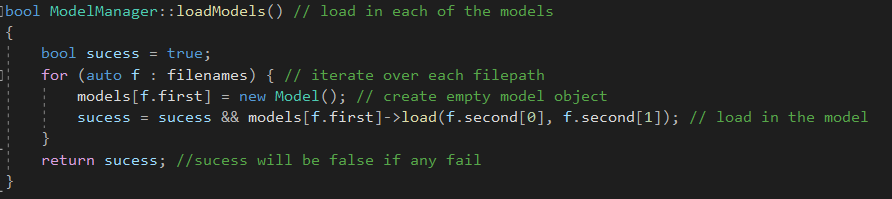 bool ModelManager::loadModels() // load in each of the models
{
    bool sucess = true;
    for (auto f : filenames) { // iterate over each filepath
        models[f.first] = new Model(); // create empty model object
        sucess = sucess && models[f.first]->load(f.second[0], f.second[1]); // load in the model
    }
    return sucess; //sucess will be false if any fail
}